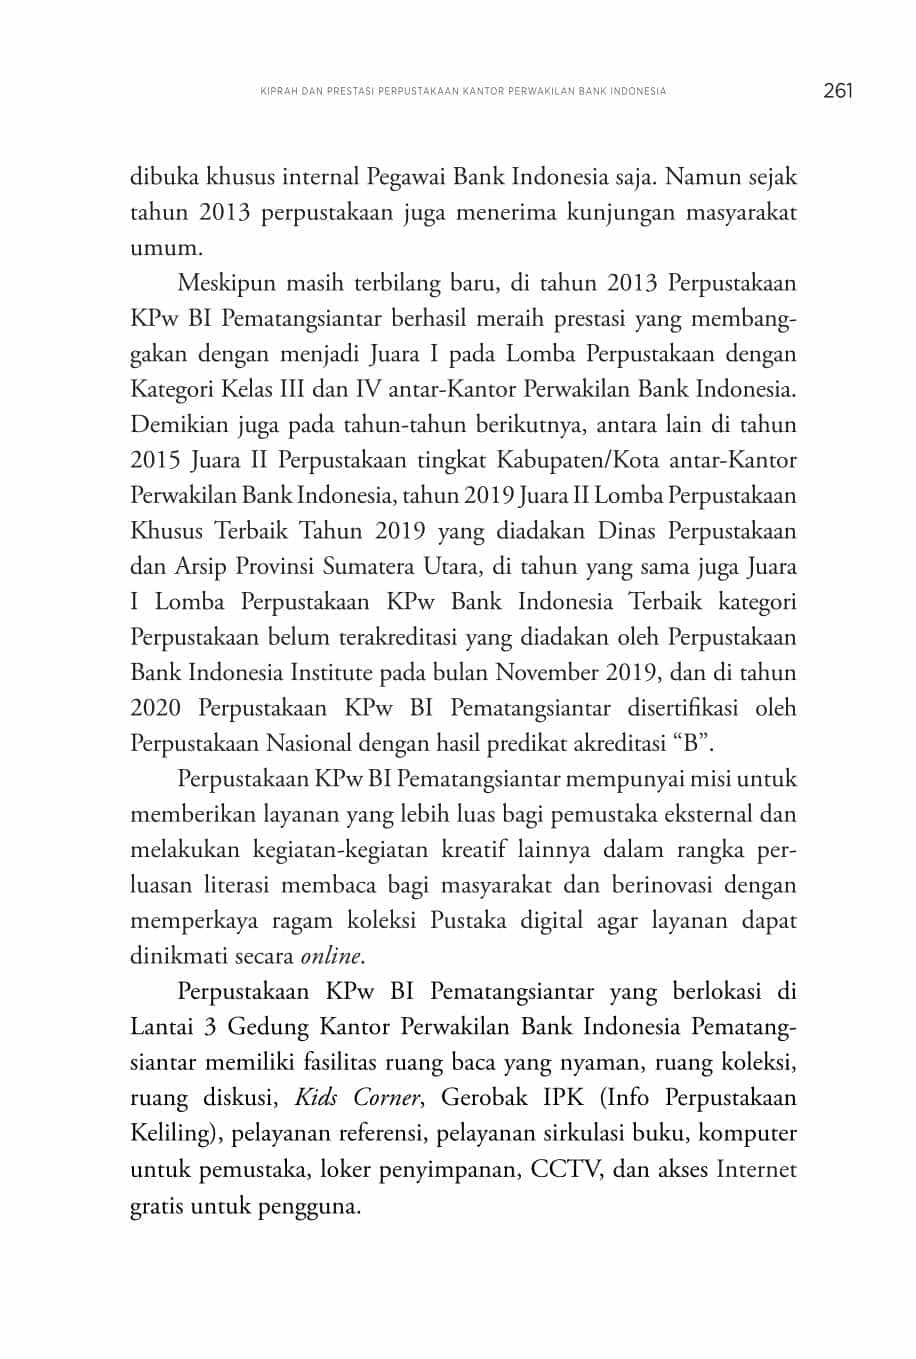 KIPRAH DAN PRESTASI PERPUSTAKAAN KANTOR PERWAKILAN BANK INDONESIA 261
dibuka khusus internal Pegawai Bank Indonesia saja. Namun sejak
tahun 2013 perpustakaan juga menerima kunjungan masyarakat
umum.
Meskipun masih terbilang baru, di tahun 2013 Perpustakaan
KPw BI Pematangsiantar berhasil meraih prestasi yang membang-
gakan dengan menjadi Juara I pada Lomba Perpustakaan dengan
Kategori Kelas III dan IV antar-Kantor Perwakilan Bank Indonesia.
Demikian juga pada tahun-tahun berikutnya, antara lain di tahun
2015 Juara II Perpustakaan tingkat Kabupaten/Kota antar-Kantor
Perwakilan Bank Indonesia, tahun 2019 Juara II Lomba Perpustakaan
Khusus Terbaik Tahun 2019 yang diadakan Dinas Perpustakaan
dan Arsip Provinsi Sumatera Utara, di tahun yang sama juga Juara
I Lomba Perpustakaan KPw Bank Indonesia Terbaik kategori
Perpustakaan belum terakreditasi yang diadakan oleh Perpustakaan
Bank Indonesia Institute pada bulan November 2019, dan di tahun
2020 Perpustakaan KPw BI Pematangsiantar disertifikasi oleh
Perpustakaan Nasional dengan hasil predikat akreditasi “B”.
Perpustakaan KPw BI Pematangsiantar mempunyai misi untuk
memberikan layanan yang lebih luas bagi pemustaka eksternal dan
melakukan kegiatan-kegiatan kreatif lainnya dalam rangka per-
luasan literasi membaca bagi masyarakat dan berinovasi dengan
memperkaya ragam koleksi Pustaka digital agar layanan dapat
dinikmati secara online.
Perpustakaan KPw BI Pematangsiantar yang berlokasi di
Lantai 3 Gedung Kantor Perwakilan Bank Indonesia Pematang-
siantar memiliki fasilitas ruang baca yang nyaman, ruang koleksi,
ruang diskusi, Kids Corner, Gerobak IPK (Info Perpustakaan
Keliling), pelayanan referensi, pelayanan sirkulasi buku, komputer
untuk pemustaka, loker penyimpanan, CCTV, dan akses Internet
gratis untuk pengguna.